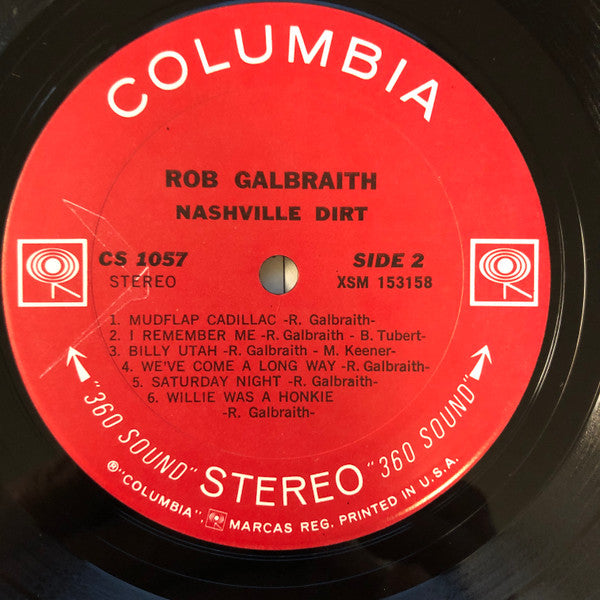 COLUMBIA
ROB GALBRAITH
NASHVILLE DIRT
CS 1057 SIDE 2
STEREO XSM 153158
1. MUDFLAP CADILLAC -R. Galbraith-
2. I REMEMBER ME -R. Galbraith - B. Tubert-
3. BILLY UTAH -R. Galbraith - M. Keener-
4. WE'VE COME A LONG WAY -R. Galbraith-
5. SATURDAY NIGHT -R. Galbraith-
6. WILLIE WAS A HONKIE
-R. Galbraith-
"360 SOUND" STEREO "360 SOUND"
® "COLUMBIA", MARCAS REG. PRINTED IN U.S.A.